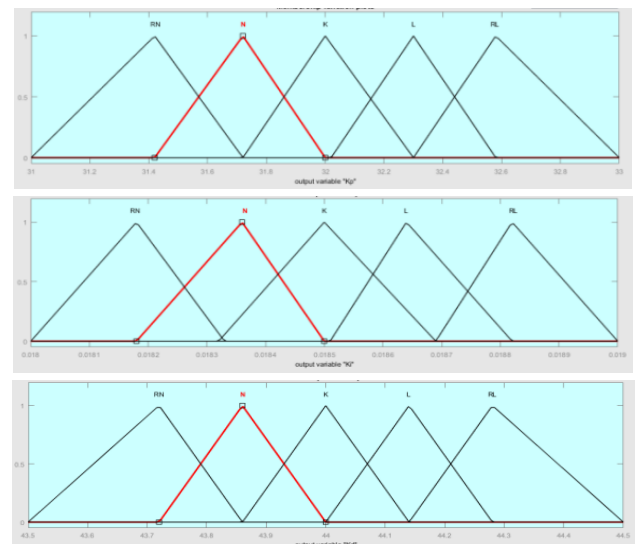 RN N K L RL
1
0.5
0
31 31.2 31.4 31.6 31.8 32 32.2 32.4 32.6 32.8 33
output variable "Kp"
RN N K L RL
1
0.5
0
0.018 0.0181 0.0182 0.0183 0.0184 0.0185 0.0186 0.0187 0.0188 0.0189 0.019
output variable "Ki"
RN N K L RL
1
0.5
0
43.5 43.6 43.7 43.8 43.9 44 44.1 44.2 44.3 44.4 44.5
output variable